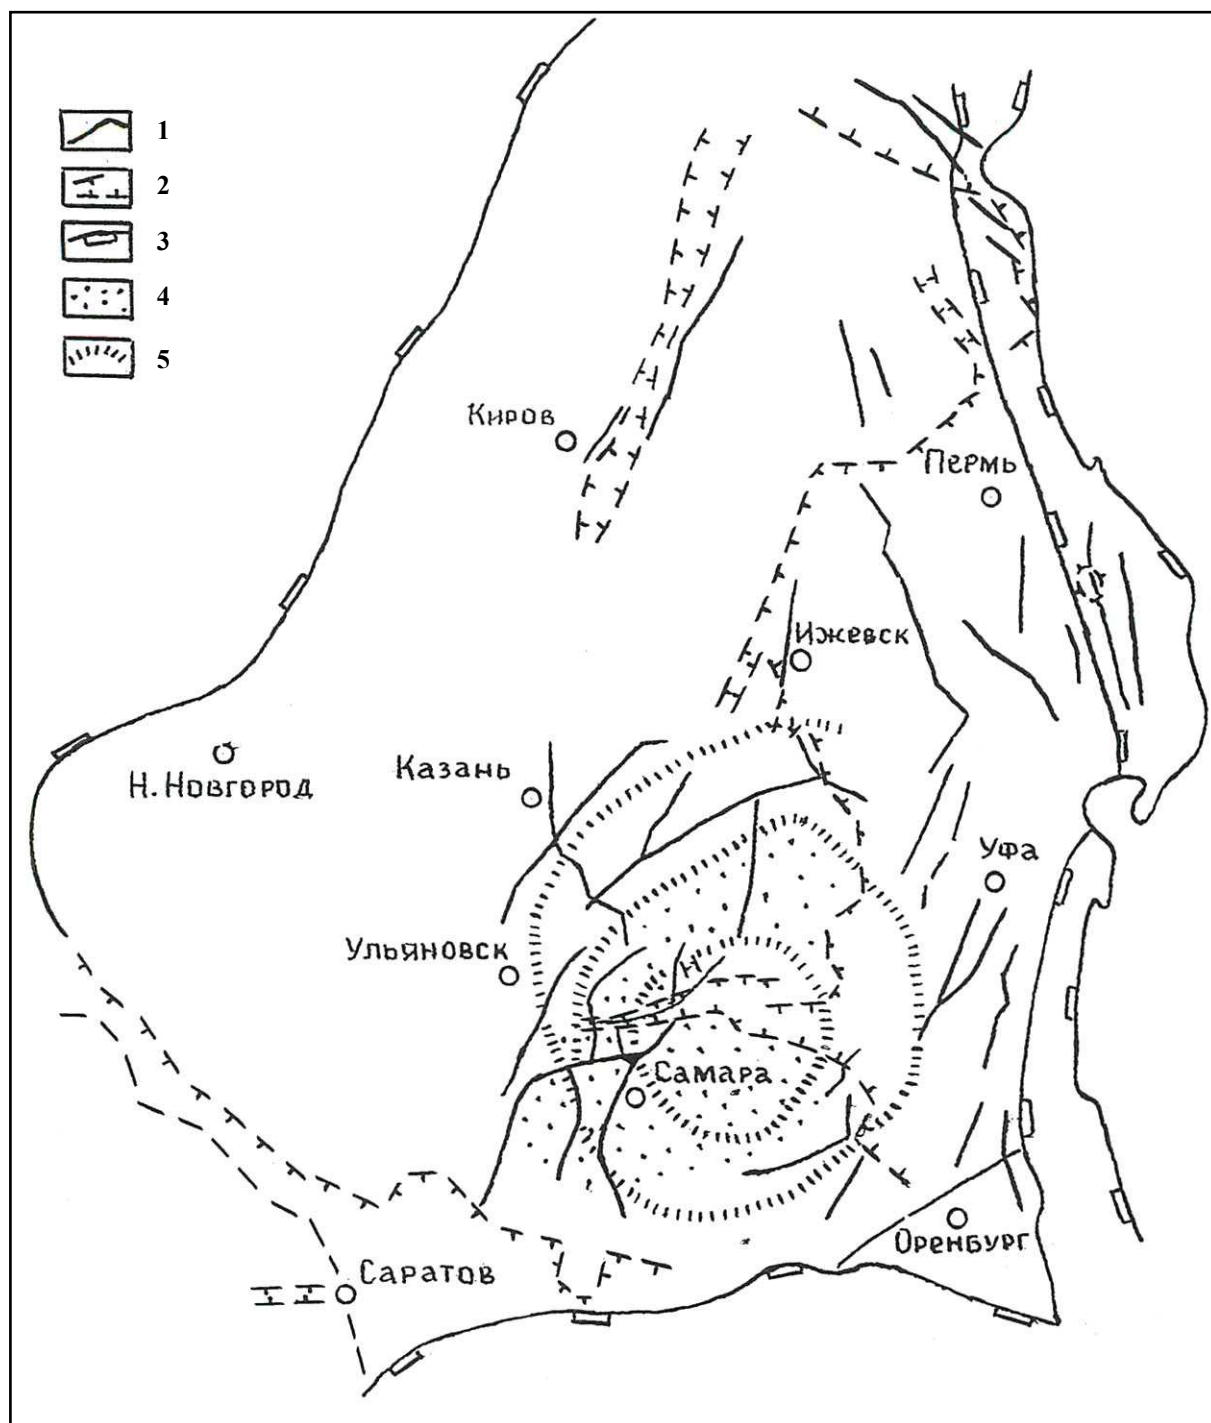 1
2
3
4
5
Киров
Пермь
Ижевск
Н. Новгород
Казань
Уфа
Ульяновск
Самара
Оренбург
Саратов